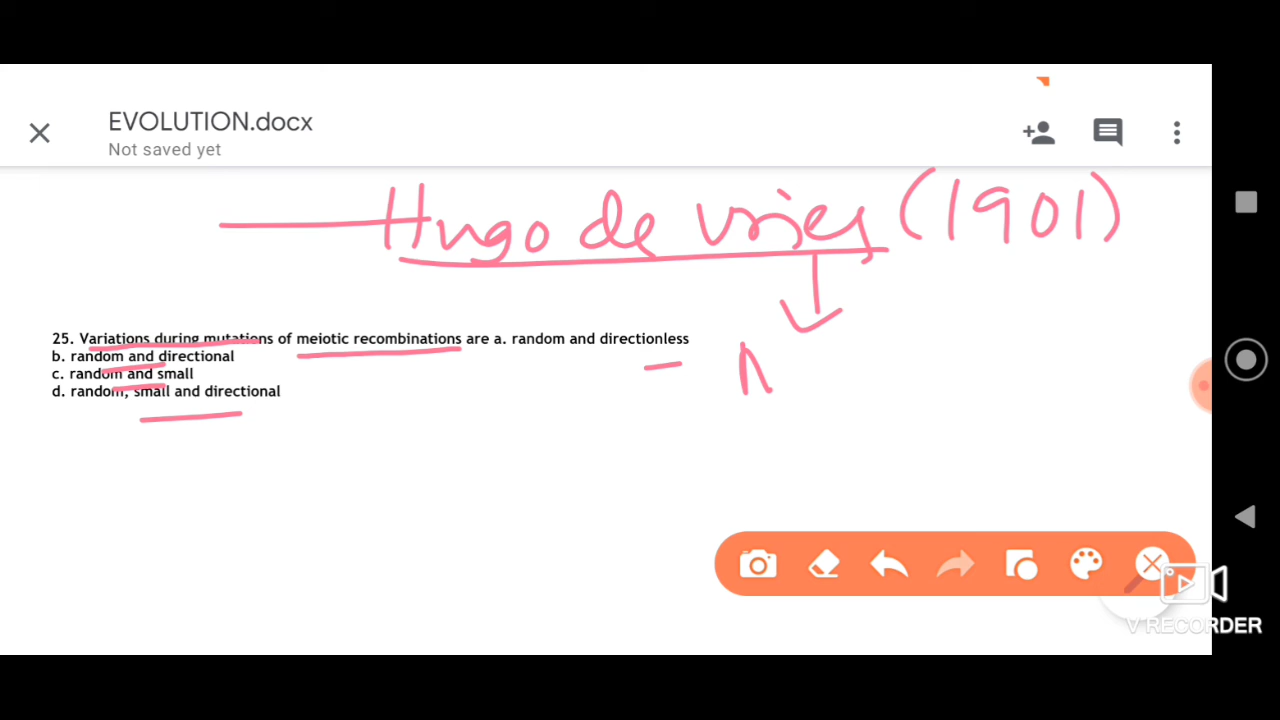 EVOLUTION.docx
Not saved yet
Hugo de vries (1901)
25. Variations during mutations of meiotic recombinations are a. random and directionless
b. random and directional
c. random and small
d. random, small and directional
V RECORDER